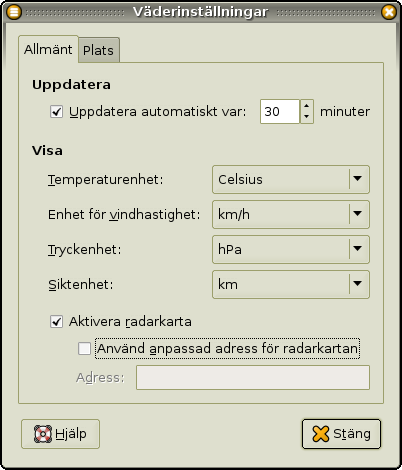 Väderinställningar
Allmänt Plats
Uppdatera
Uppdatera automatiskt var: 30 minuter
Visa
Temperaturenhet: Celsius
Enhet för vindhastighet: km/h
Tryckenhet: hPa
Siktenhet: km
Aktivera radarkarta
Använd anpassad adress för radarkartan
Adress:
Hjälp Stäng